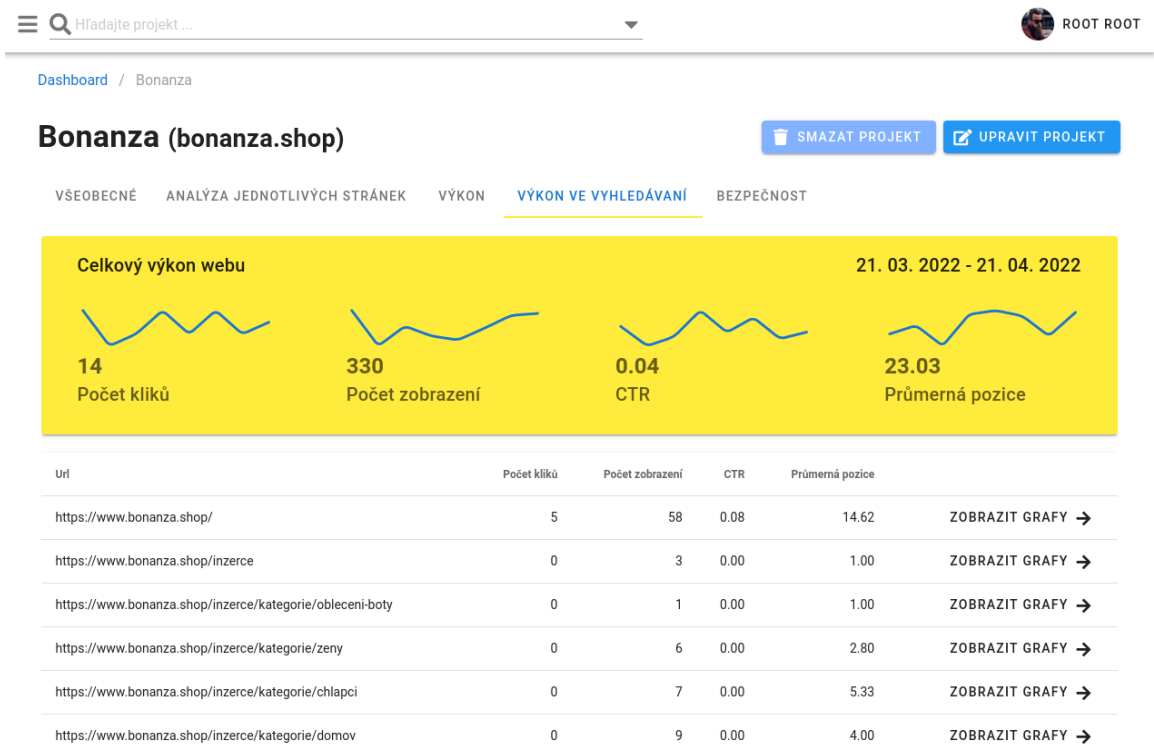 Hľadajte projekt ...
ROOT ROOT
Dashboard / Bonanza
Bonanza (bonanza.shop)
SMAZAT PROJEKT
UPRAVIT PROJEKT
VŠEOBECNÉ ANALÝZA JEDNOTLIVÝCH STRÁNEK VÝKON VÝKON VE VYHLEDÁVANÍ BEZPEČNOST
Celkový výkon webu 21. 03. 2022 - 21. 04. 2022
14 330 0.04 23.03
Počet kliků Počet zobrazení CTR Průmerná pozice
Url Počet kliků Počet zobrazení CTR Průmerná pozice
https://www.bonanza.shop/ 5 58 0.08 14.62 ZOBRAZIT GRAFY
https://www.bonanza.shop/inzerce 0 3 0.00 1.00 ZOBRAZIT GRAFY
https://www.bonanza.shop/inzerce/kategorie/obleceni-boty 0 1 0.00 1.00 ZOBRAZIT GRAFY
https://www.bonanza.shop/inzerce/kategorie/zeny 0 6 0.00 2.80 ZOBRAZIT GRAFY
https://www.bonanza.shop/inzerce/kategorie/chlapci 0 7 0.00 5.33 ZOBRAZIT GRAFY
https://www.bonanza.shop/inzerce/kategorie/domov 0 9 0.00 4.00 ZOBRAZIT GRAFY